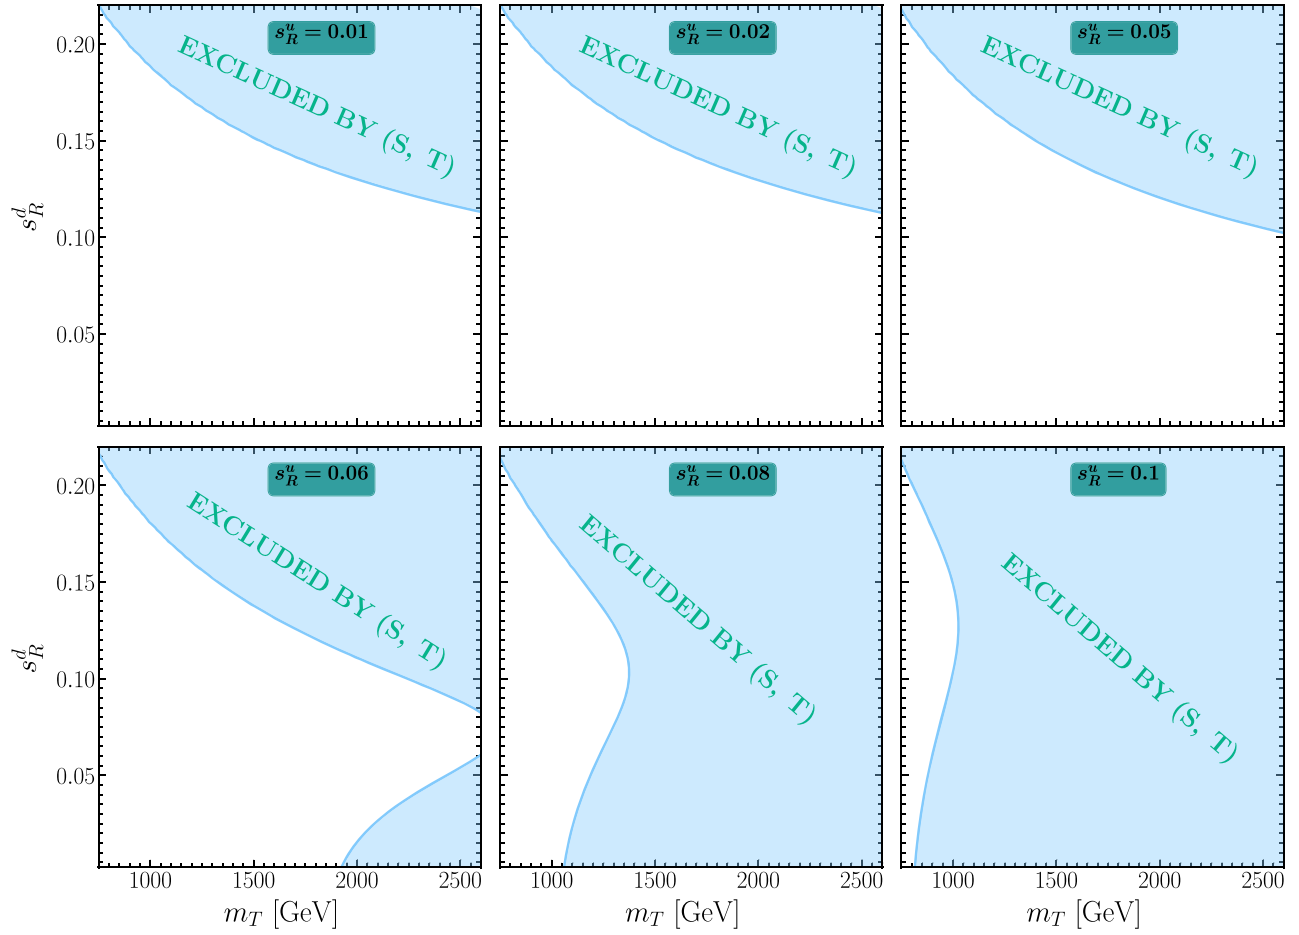 s_R^u = 0.01
s_R^u = 0.02
s_R^u = 0.05
EXCLUDED BY (S, T)
EXCLUDED BY (S, T)
EXCLUDED BY (S, T)
0.20
0.15
0.10
0.05
s_R^d
s_R^u = 0.06
s_R^u = 0.08
s_R^u = 0.1
EXCLUDED BY (S, T)
EXCLUDED BY (S, T)
EXCLUDED BY (S, T)
0.20
0.15
0.10
0.05
s_R^d
1000 1500 2000 2500
1000 1500 2000 2500
1000 1500 2000 2500
m_T [GeV]
m_T [GeV]
m_T [GeV]